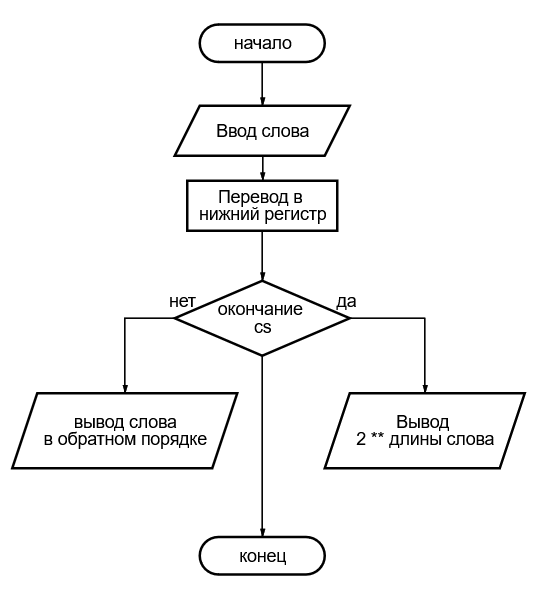 начало
Ввод слова
Перевод в
нижний регистр
нет
да
окончание
cs
вывод слова
в обратном порядке
Вывод
2 ** длины слова
конец